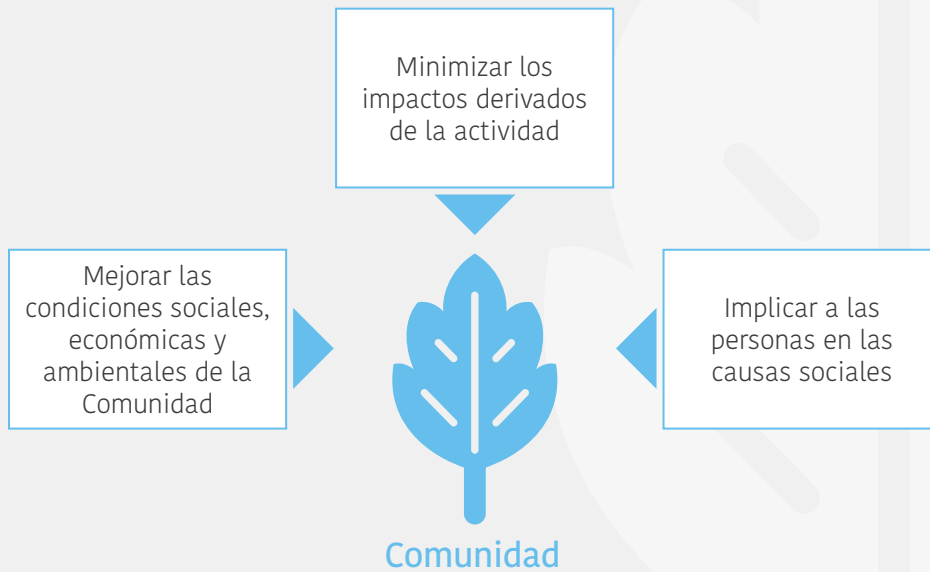 Minimizar los
impactos derivados
de la actividad
Mejorar las
condiciones sociales,
económicas y
ambientales de la
Comunidad
Implicar a las
personas en las
causas sociales
Comunidad